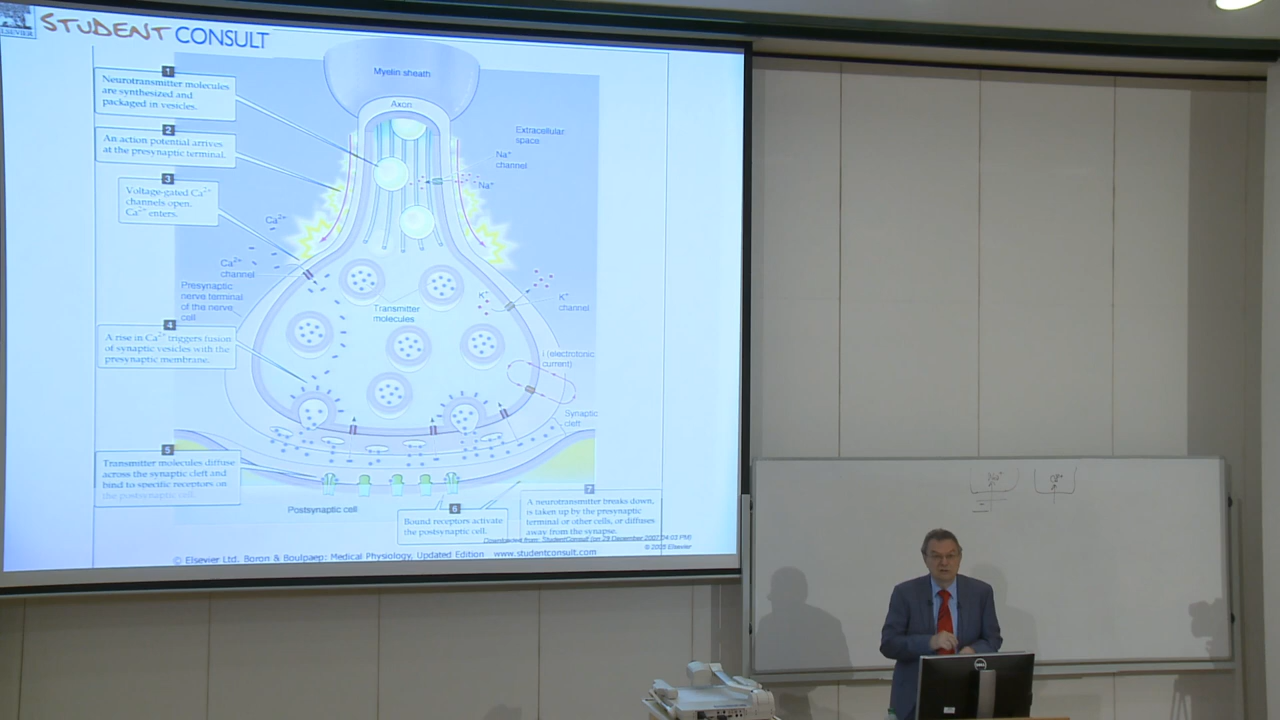 ELSEVIER
STUDENT CONSULT
Myelin sheath
Axon
1
Neurotransmitter molecules
are synthesized and
packaged in vesicles.
2
An action potential arrives
at the presynaptic terminal.
3
Voltage-gated Ca²⁺
channels open.
Ca²⁺ enters.
Extracellular
space
Na⁺
channel
Na⁺
Ca²⁺
Ca²⁺
channel
Presynaptic
nerve terminal
of the nerve
cell
Transmitter
molecules
K⁺
K⁺
channel
4
A rise in Ca²⁺ triggers fusion
of synaptic vesicles with the
presynaptic membrane.
i (electrotonic
current)
Synaptic
cleft
5
Transmitter molecules diffuse
across the synaptic cleft and
bind to specific receptors on
the postsynaptic cell.
Postsynaptic cell
6
Bound receptors activate
the postsynaptic cell.
7
A neurotransmitter breaks down,
is taken up by the presynaptic
terminal or other cells, or diffuses
away from the synapse.
Downloaded from: StudentConsult (on 29 December 2007 04:03 PM)
© 2005 Elsevier
© Elsevier Ltd. Boron & Boulpaep: Medical Physiology, Updated Edition www.studentconsult.com
DELL